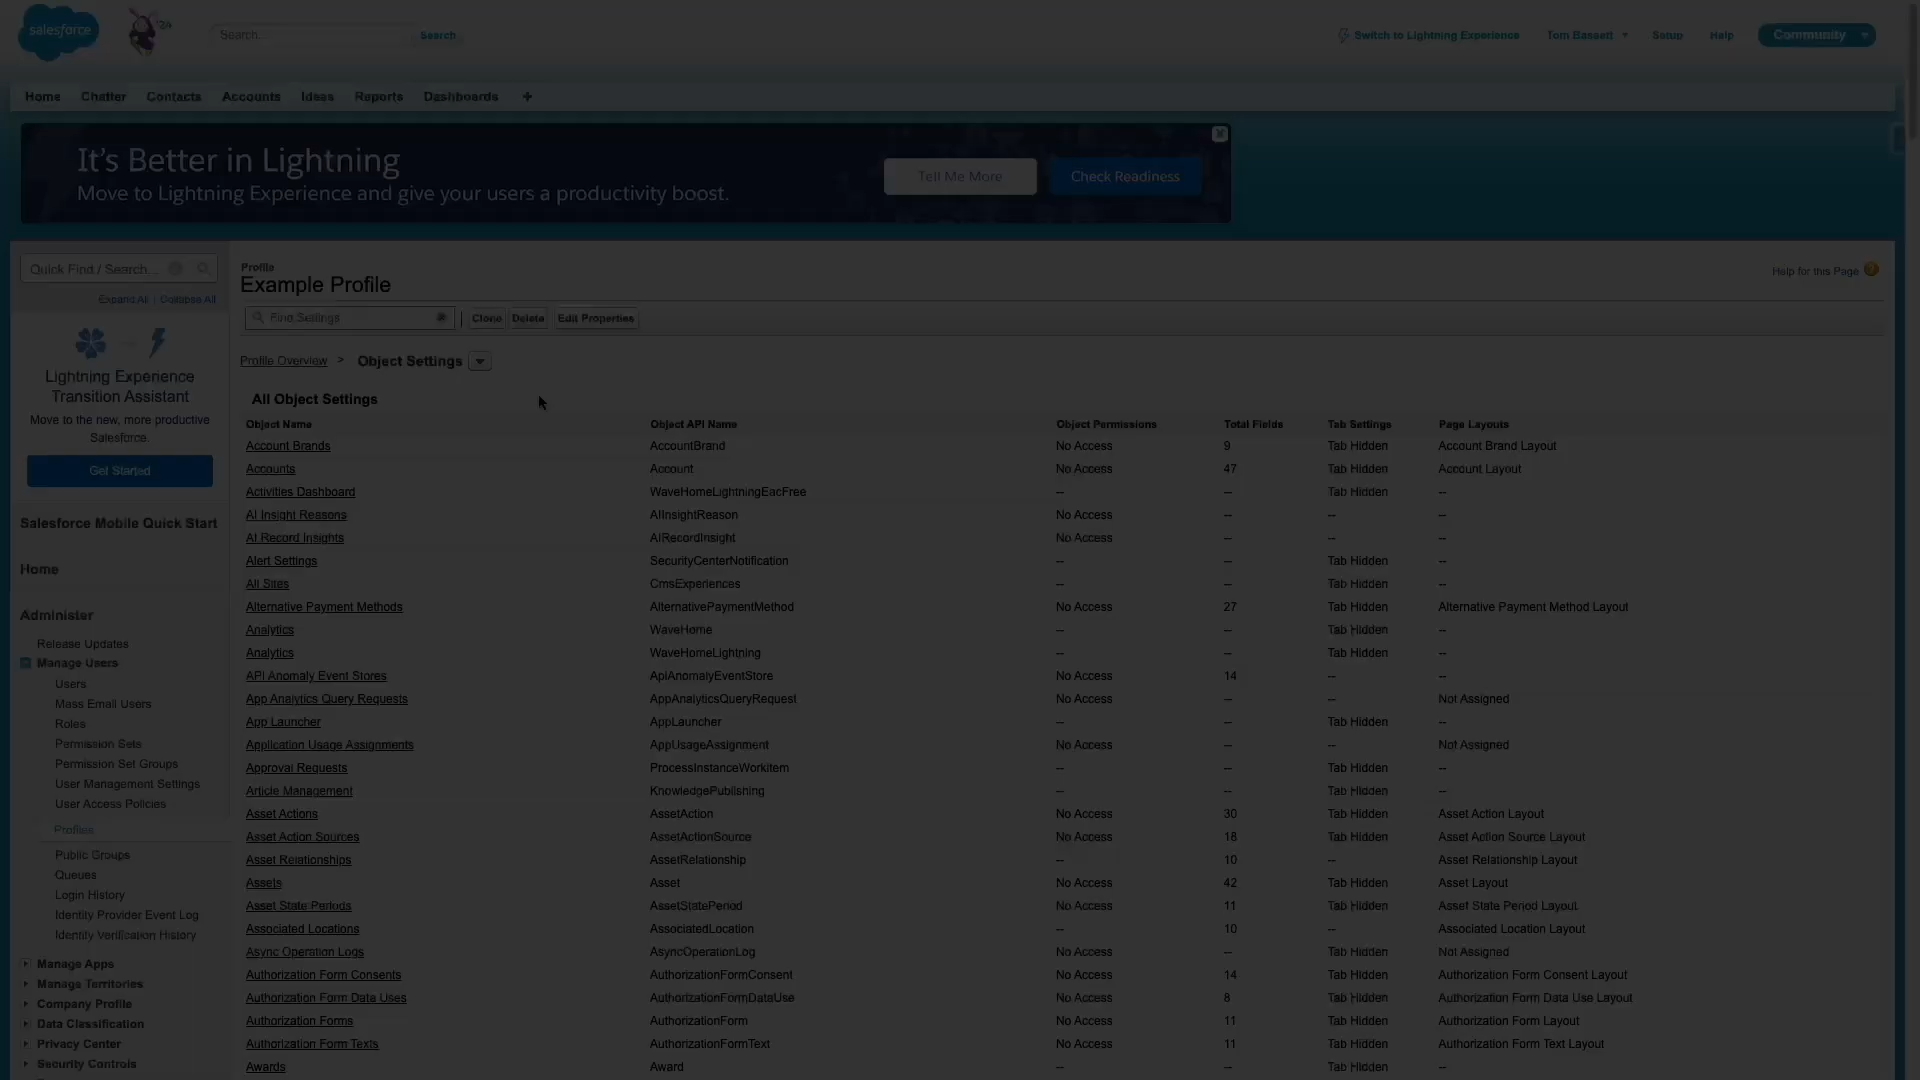 salesforce
'24
Search...
Search
Switch to Lightning Experience
Tom Bassett
Setup
Help
Community
Home Chatter Contacts Accounts Ideas Reports Dashboards +
It's Better in Lightning
Move to Lightning Experience and give your users a productivity boost.
Tell Me More
Check Readiness
Quick Find / Search...
Expand All | Collapse All
Lightning Experience
Transition Assistant
Move to the new, more productive
Salesforce.
Get Started
Salesforce Mobile Quick Start
Home
Administer
Release Updates
Manage Users
Users
Mass Email Users
Roles
Permission Sets
Permission Set Groups
User Management Settings
User Access Policies
Profiles
Public Groups
Queues
Login History
Identity Provider Event Log
Identity Verification History
Manage Apps
Manage Territories
Company Profile
Data Classification
Privacy Center
Security Controls
Profile
Example Profile
Help for this Page
Find Settings
Clone Delete Edit Properties
Profile Overview > Object Settings
All Object Settings
Object Name Object API Name Object Permissions Total Fields Tab Settings Page Layouts
Account Brands AccountBrand No Access 9 Tab Hidden Account Brand Layout
Accounts Account No Access 47 Tab Hidden Account Layout
Activities Dashboard WaveHomeLightningEacFree -- -- Tab Hidden --
AI Insight Reasons AIInsightReason No Access -- -- --
AI Record Insights AIRecordInsight No Access -- -- --
Alert Settings SecurityCenterNotification -- -- Tab Hidden --
All Sites CmsExperiences -- -- Tab Hidden --
Alternative Payment Methods AlternativePaymentMethod No Access 27 Tab Hidden Alternative Payment Method Layout
Analytics WaveHome -- -- Tab Hidden --
Analytics WaveHomeLightning -- -- Tab Hidden --
API Anomaly Event Stores ApiAnomalyEventStore No Access 14 -- --
App Analytics Query Requests AppAnalyticsQueryRequest No Access -- -- Not Assigned
App Launcher AppLauncher -- -- Tab Hidden --
Application Usage Assignments AppUsageAssignment No Access -- -- Not Assigned
Approval Requests ProcessInstanceWorkitem -- -- Tab Hidden --
Article Management KnowledgePublishing -- -- Tab Hidden --
Asset Actions AssetAction No Access 30 Tab Hidden Asset Action Layout
Asset Action Sources AssetActionSource No Access 18 Tab Hidden Asset Action Source Layout
Asset Relationships AssetRelationship -- 10 -- Asset Relationship Layout
Assets Asset No Access 42 Tab Hidden Asset Layout
Asset State Periods AssetStatePeriod No Access 11 Tab Hidden Asset State Period Layout
Associated Locations AssociatedLocation -- 10 -- Associated Location Layout
Async Operation Logs AsyncOperationLog No Access -- Tab Hidden Not Assigned
Authorization Form Consents AuthorizationFormConsent No Access 14 Tab Hidden Authorization Form Consent Layout
Authorization Form Data Uses AuthorizationFormDataUse No Access 8 Tab Hidden Authorization Form Data Use Layout
Authorization Forms AuthorizationForm No Access 11 Tab Hidden Authorization Form Layout
Authorization Form Texts AuthorizationFormText No Access 11 Tab Hidden Authorization Form Text Layout
Awards Award -- -- Tab Hidden --